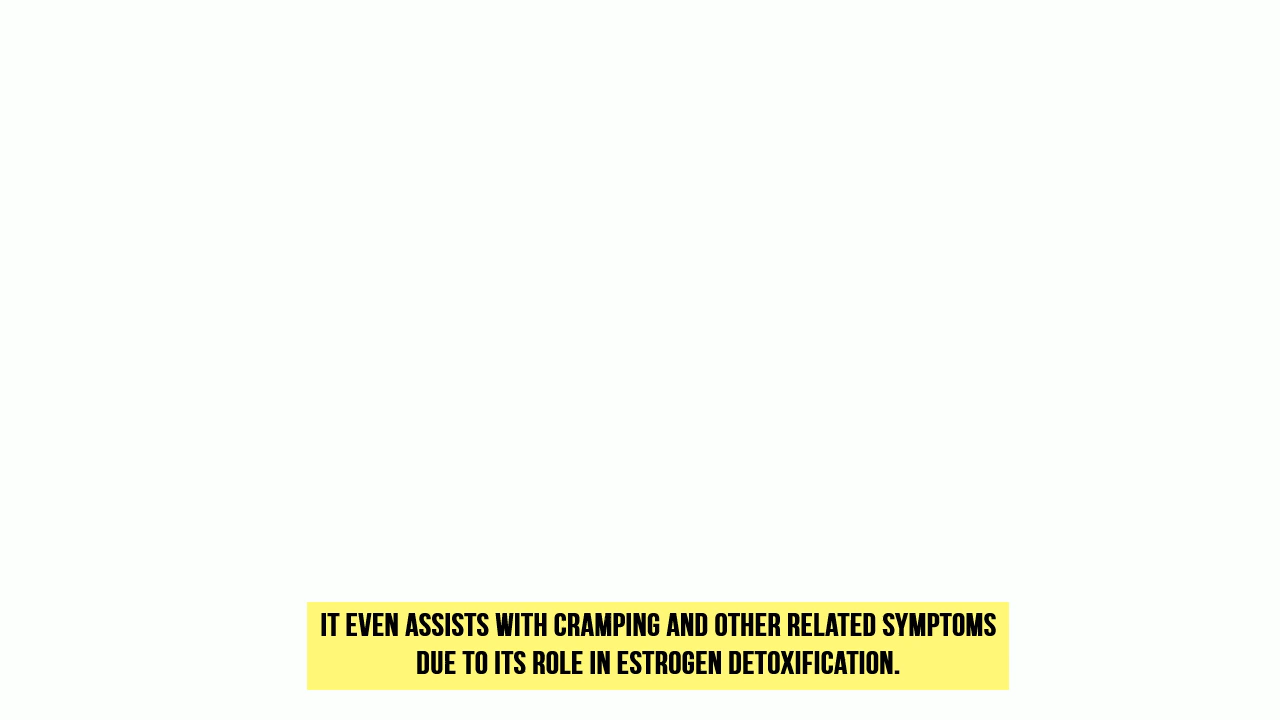 IT EVEN ASSISTS WITH CRAMPING AND OTHER RELATED SYMPTOMS
DUE TO ITS ROLE IN ESTROGEN DETOXIFICATION.